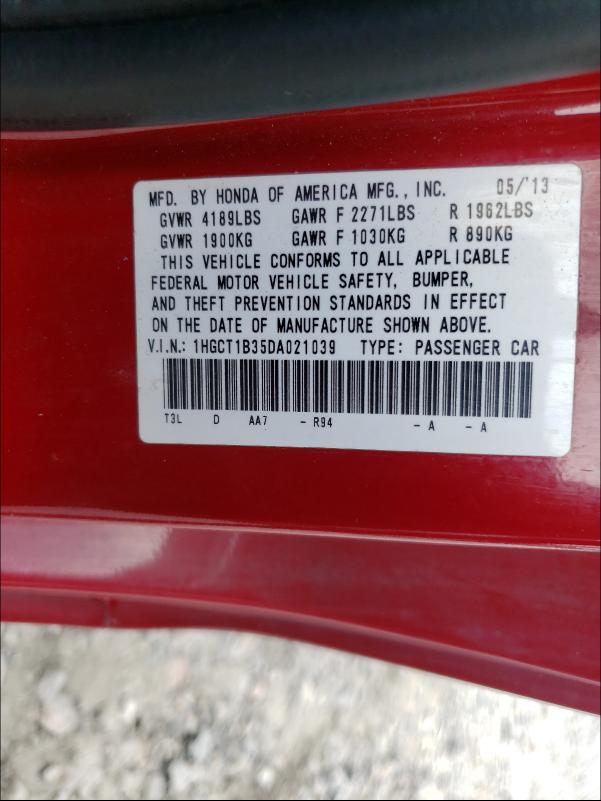 MFD. BY HONDA OF AMERICA MFG., INC. 05/'13
GVWR 4189LBS GAWR F 2271LBS R 1962LBS
GVWR 1900KG GAWR F 1030KG R 890KG
THIS VEHICLE CONFORMS TO ALL APPLICABLE
FEDERAL MOTOR VEHICLE SAFETY, BUMPER,
AND THEFT PREVENTION STANDARDS IN EFFECT
ON THE DATE OF MANUFACTURE SHOWN ABOVE.
V.I.N.: 1HGCT1B35DA021039 TYPE: PASSENGER CAR
T3L D AA7 - R94 - A - A